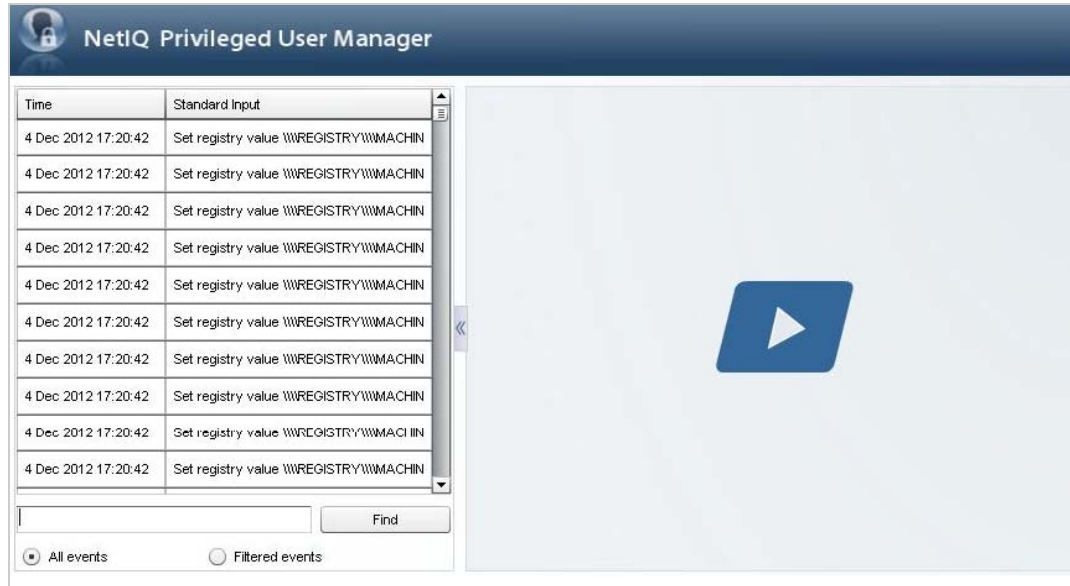 NetIQ Privileged User Manager
Time Standard Input
4 Dec 2012 17:20:42 Set registry value \\\\REGISTRY\\\\MACHIN
4 Dec 2012 17:20:42 Set registry value \\\\REGISTRY\\\\MACHIN
4 Dec 2012 17:20:42 Set registry value \\\\REGISTRY\\\\MACHIN
4 Dec 2012 17:20:42 Set registry value \\\\REGISTRY\\\\MACHIN
4 Dec 2012 17:20:42 Set registry value \\\\REGISTRY\\\\MACHIN
4 Dec 2012 17:20:42 Set registry value \\\\REGISTRY\\\\MACHIN
4 Dec 2012 17:20:42 Set registry value \\\\REGISTRY\\\\MACHIN
4 Dec 2012 17:20:42 Set registry value \\\\REGISTRY\\\\MACHIN
4 Dec 2012 17:20:42 Set registry value \\\\REGISTRY\\\\MACHIN
4 Dec 2012 17:20:42 Set registry value \\\\REGISTRY\\\\MACHIN
Find
All events Filtered events